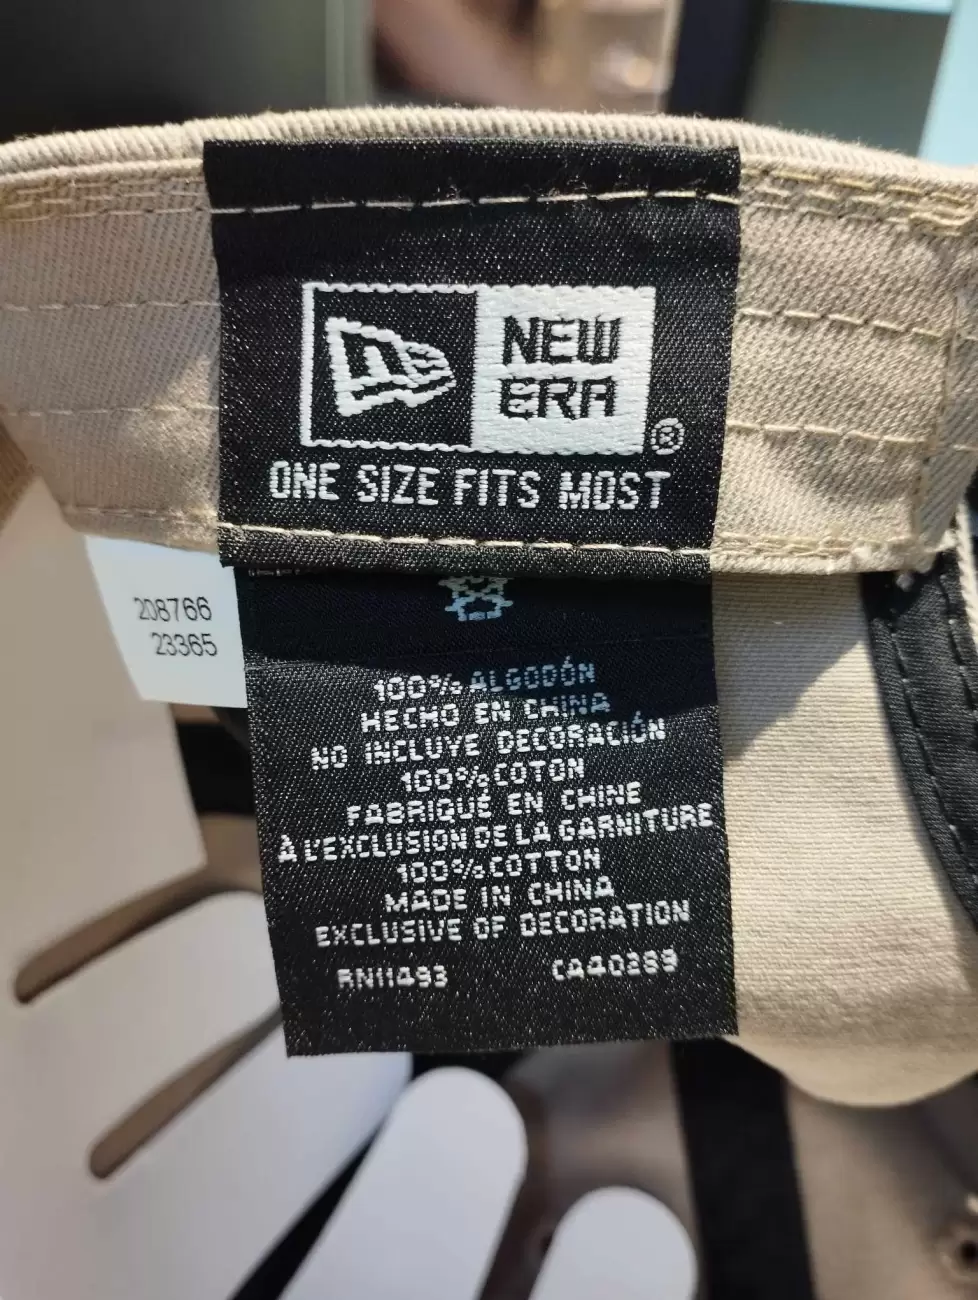 NEW
ERA
®
ONE SIZE FITS MOST
208766
23365
100% ALGODÓN
HECHO EN CHINA
NO INCLUYE DECORACIÓN
100% COTON
FABRIQUÉ EN CHINE
À L'EXCLUSION DE LA GARNITURE
100% COTTON
MADE IN CHINA
EXCLUSIVE OF DECORATION
RN11493 CA40289